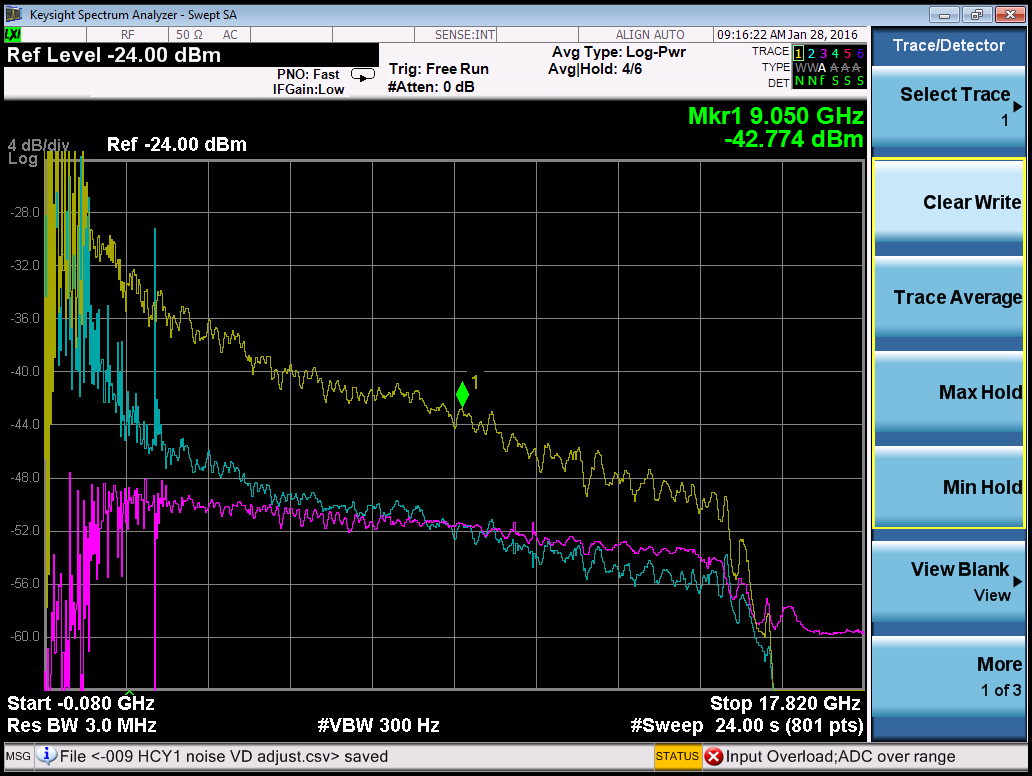 Keysight Spectrum Analyzer - Swept SA
LXI RF 50 Ω AC SENSE:INT ALIGN AUTO 09:16:22 AM Jan 28, 2016
Ref Level -24.00 dBm
PNO: Fast
IFGain:Low
Trig: Free Run
#Atten: 0 dB
Avg Type: Log-Pwr
Avg|Hold: 4/6
TRACE 1 2 3 4 5 6
TYPE W W A A A A
DET N N f S S S
Mkr1 9.050 GHz
-42.774 dBm
4 dB/div
Log
Ref -24.00 dBm
-28.0
-32.0
-36.0
-40.0
-44.0
-48.0
-52.0
-56.0
-60.0
1
Start -0.080 GHz
Stop 17.820 GHz
Res BW 3.0 MHz
#VBW 300 Hz
#Sweep 24.00 s (801 pts)
Trace/Detector
Select Trace
1
Clear Write
Trace Average
Max Hold
Min Hold
View Blank
View
More
1 of 3
MSG File <-009 HCY1 noise VD adjust.csv> saved
STATUS Input Overload;ADC over range